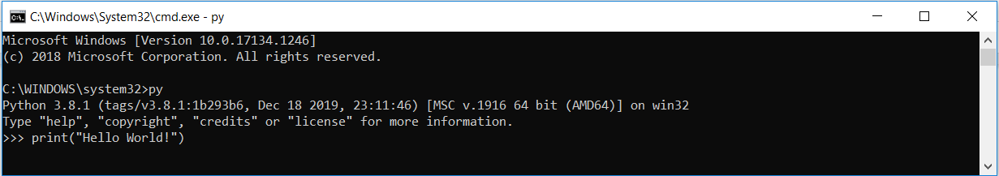 C:\Windows\System32\cmd.exe - py
Microsoft Windows [Version 10.0.17134.1246]
(c) 2018 Microsoft Corporation. All rights reserved.
C:\WINDOWS\system32>py
Python 3.8.1 (tags/v3.8.1:1b293b6, Dec 18 2019, 23:11:46) [MSC v.1916 64 bit (AMD64)] on win32
Type "help", "copyright", "credits" or "license" for more information.
>>> print("Hello World!")